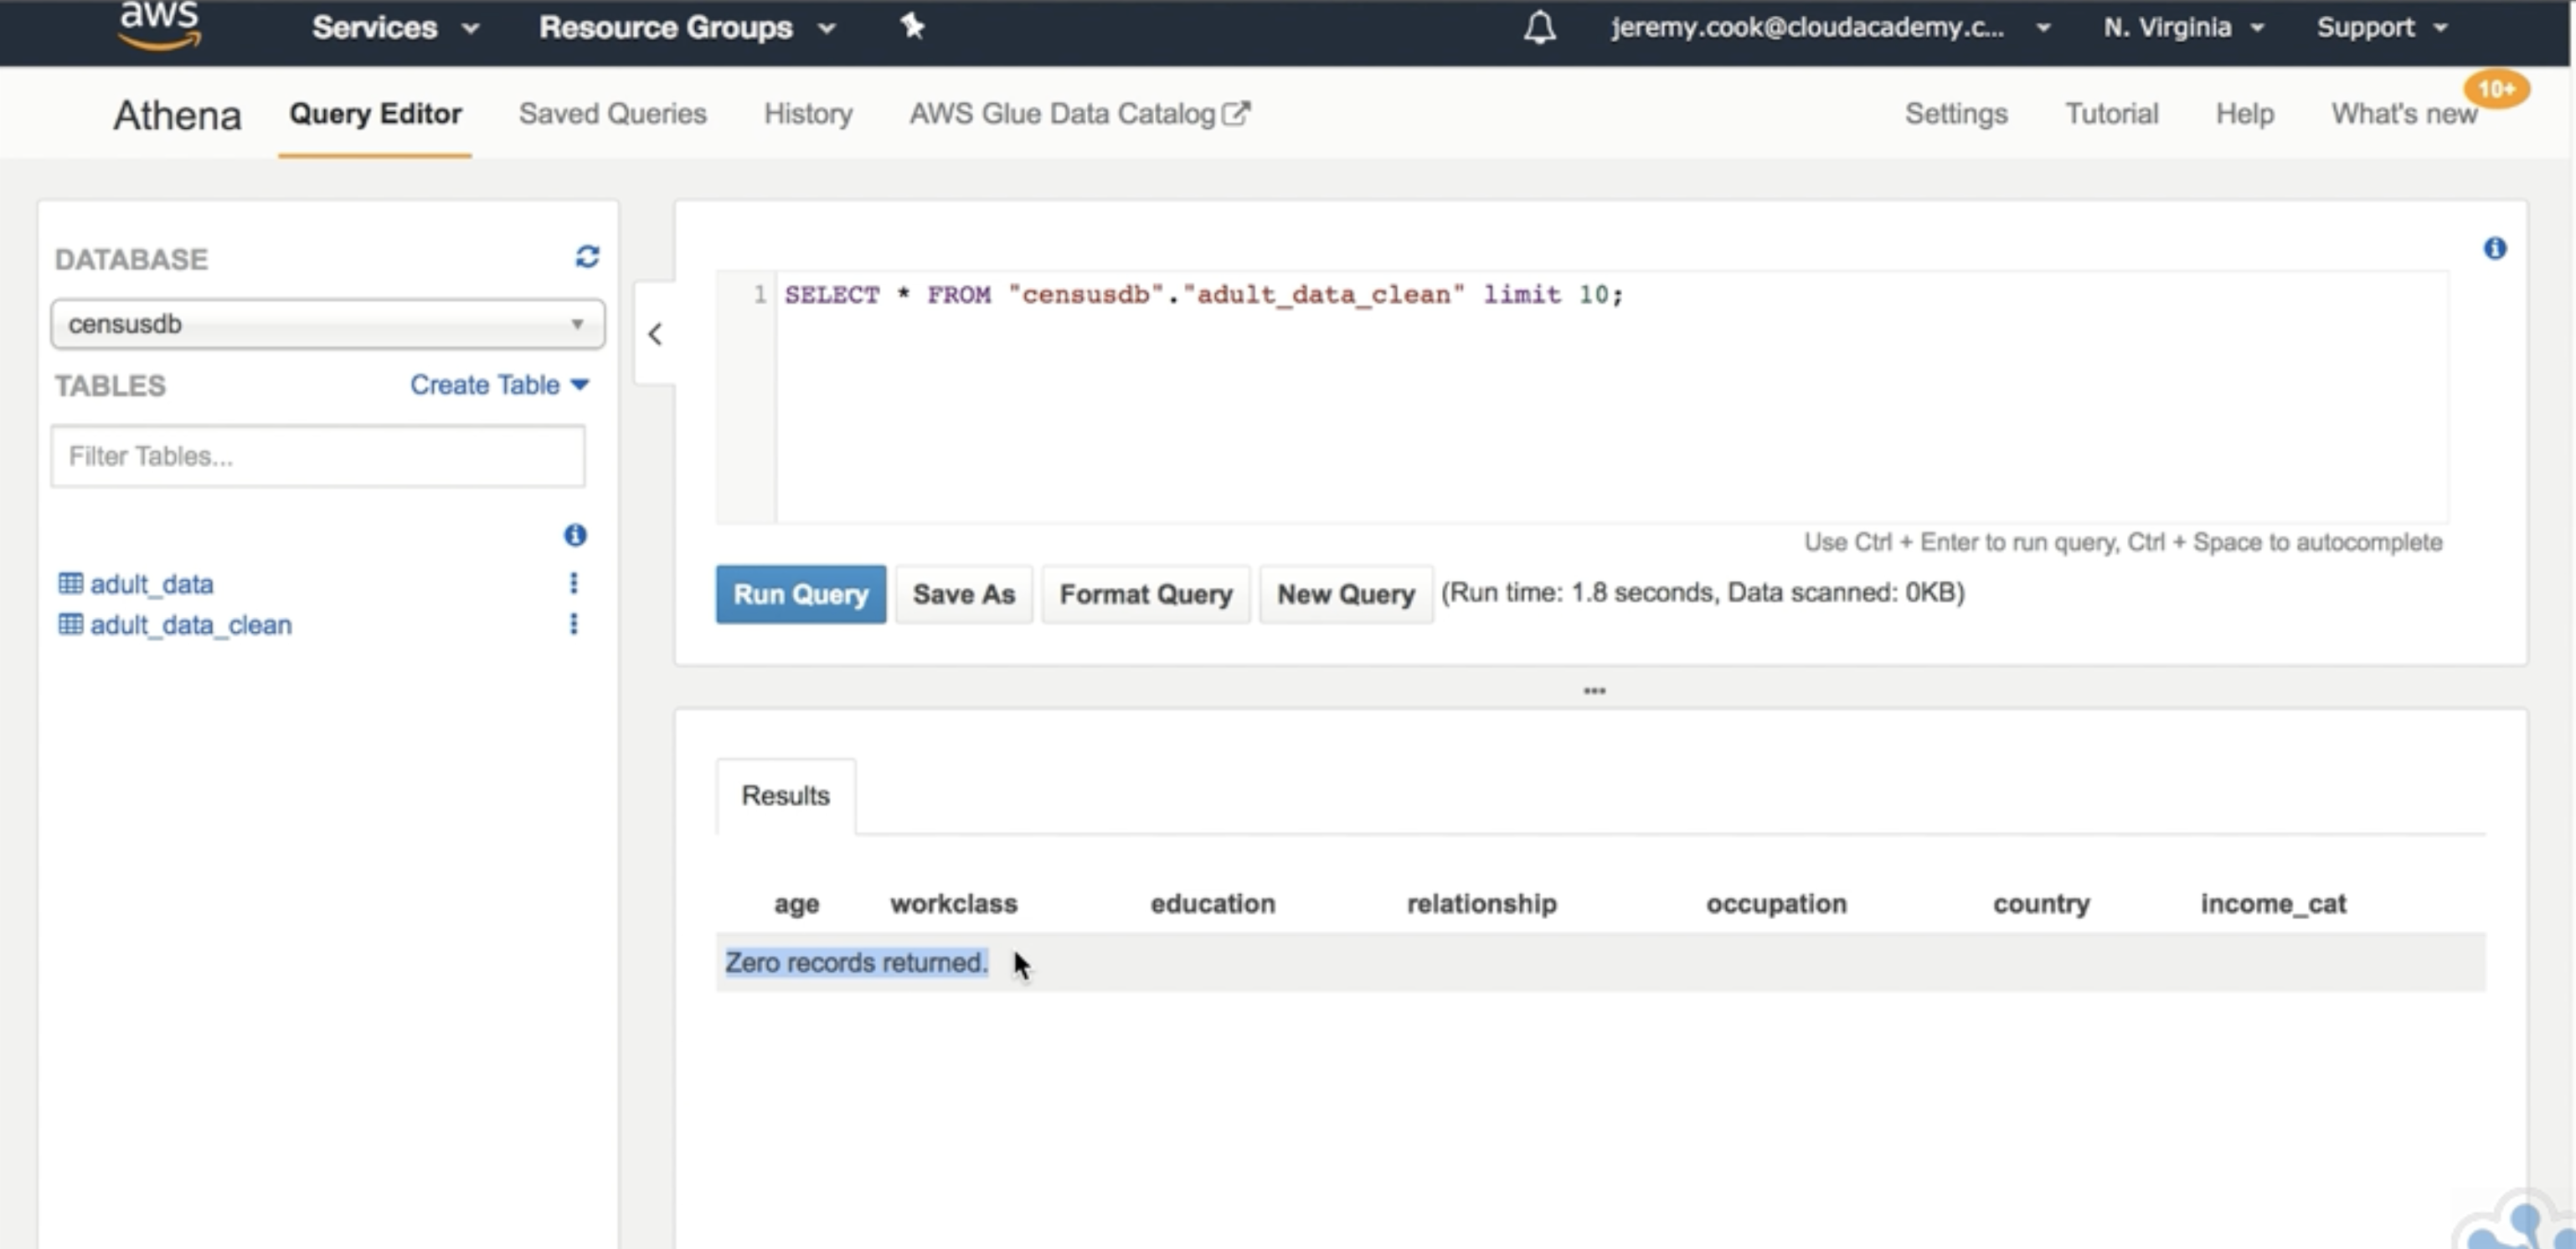 aws Services Resource Groups jeremy.cook@cloudacademy.c... N. Virginia Support
10+
Athena Query Editor Saved Queries History AWS Glue Data Catalog Settings Tutorial Help What's new
DATABASE
censusdb
TABLES Create Table
Filter Tables...
adult_data
adult_data_clean
1 SELECT * FROM "censusdb"."adult_data_clean" limit 10;
Use Ctrl + Enter to run query, Ctrl + Space to autocomplete
Run Query Save As Format Query New Query (Run time: 1.8 seconds, Data scanned: 0KB)
Results
age workclass education relationship occupation country income_cat
Zero records returned.